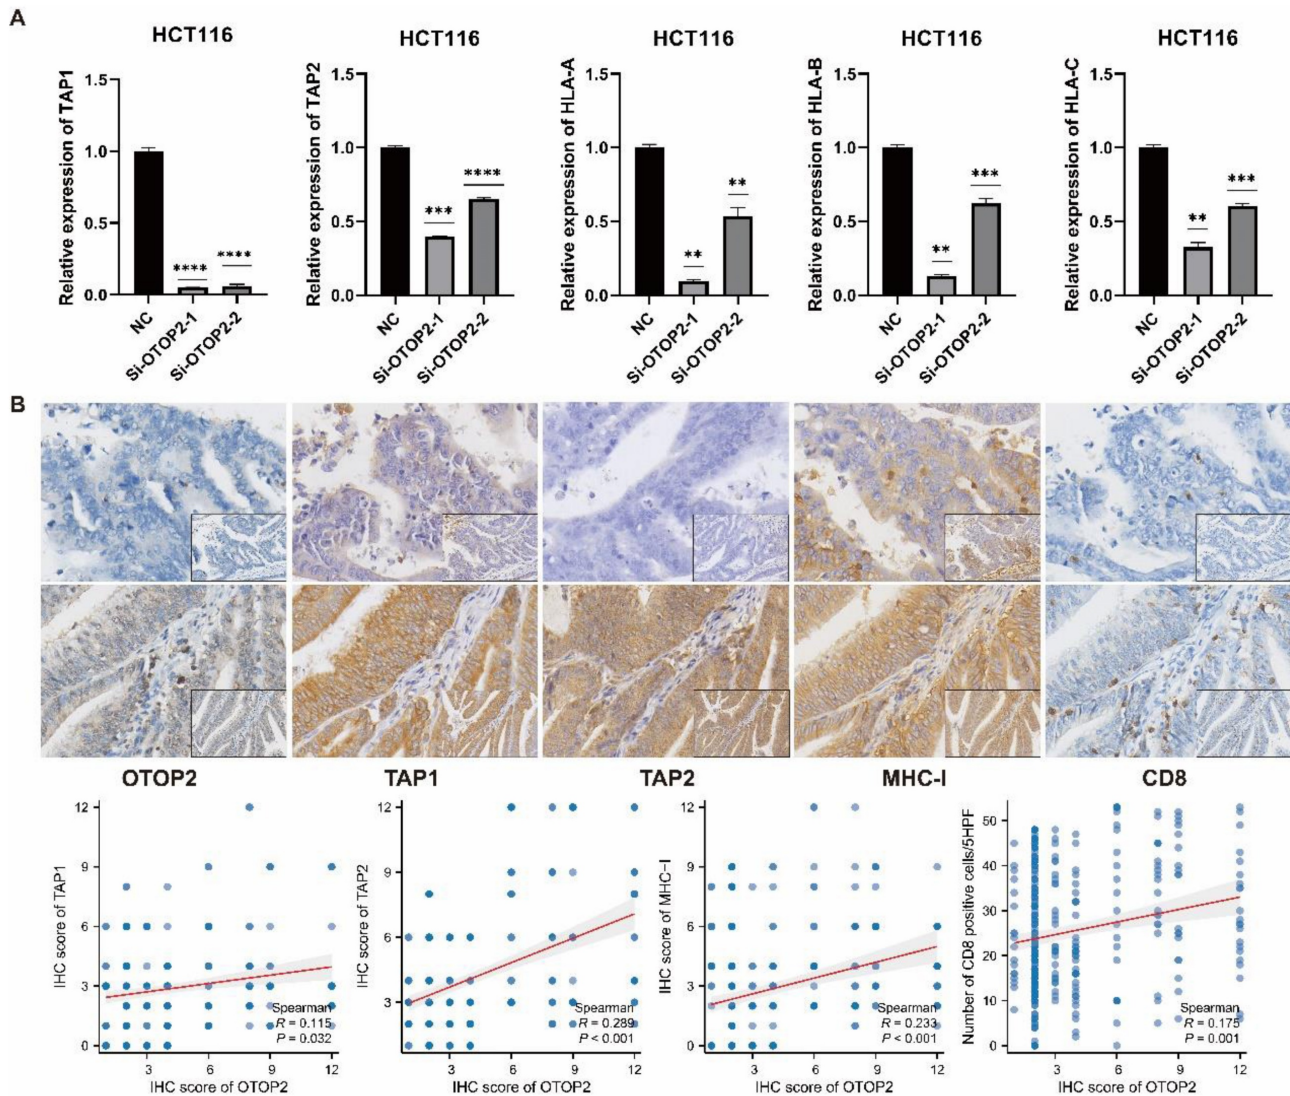 A
HCT116
HCT116
HCT116
HCT116
HCT116
Relative expression of TAP1
1.5
1.0
0.5
0.0
****
****
NC
Si-OTOP2-1
Si-OTOP2-2
Relative expression of TAP2
1.5
1.0
0.5
0.0
***
****
NC
Si-OTOP2-1
Si-OTOP2-2
Relative expression of HLA-A
1.5
1.0
0.5
0.0
**
**
NC
Si-OTOP2-1
Si-OTOP2-2
Relative expression of HLA-B
1.5
1.0
0.5
0.0
**
***
NC
Si-OTOP2-1
Si-OTOP2-2
Relative expression of HLA-C
1.5
1.0
0.5
0.0
**
***
NC
Si-OTOP2-1
Si-OTOP2-2
B
OTOP2
TAP1
TAP2
MHC-I
CD8
IHC score of TAP1
12
9
6
3
0
Spearman
R = 0.115
P = 0.032
3
6
9
12
IHC score of OTOP2
IHC score of TAP2
12
9
6
3
Spearman
R = 0.289
P < 0.001
3
6
9
12
IHC score of OTOP2
IHC score of MHC-I
12
9
6
3
0
Spearman
R = 0.233
P < 0.001
3
6
9
12
IHC score of OTOP2
Number of CD8 positive cells/5HPF
50
40
30
20
10
0
Spearman
R = 0.175
P = 0.001
3
6
9
12
IHC score of OTOP2